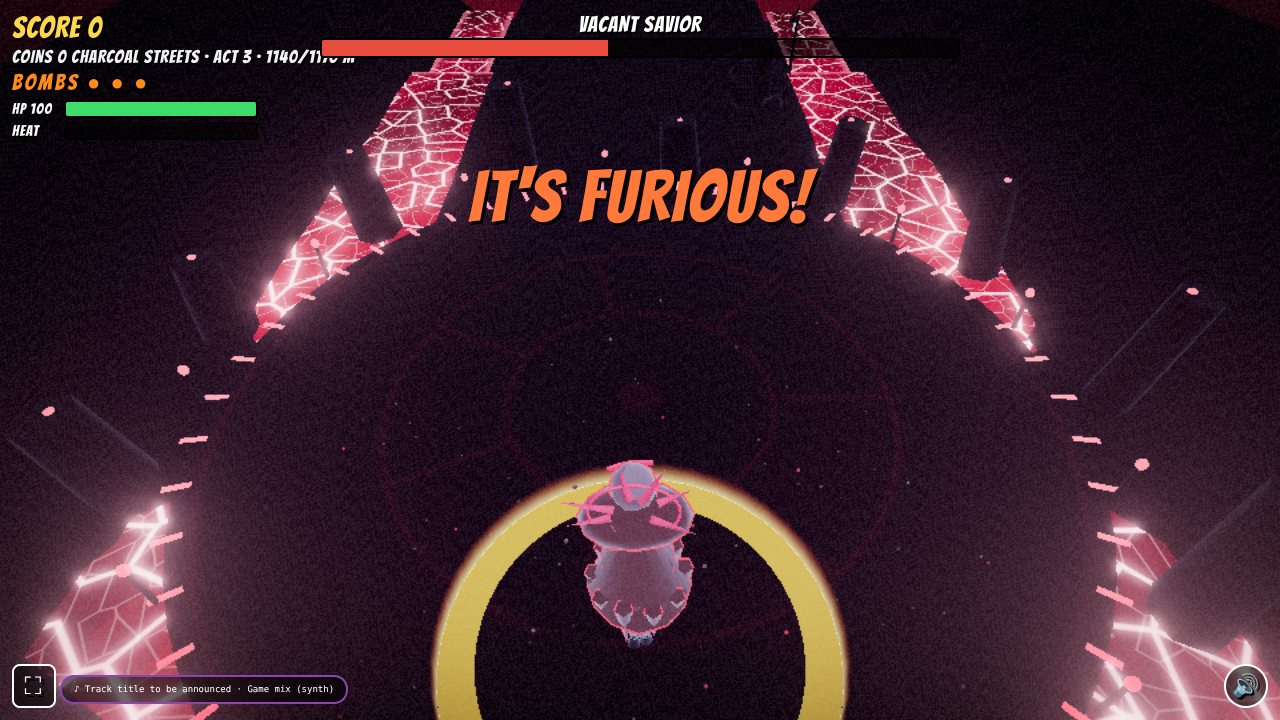 SCORE 0
VACANT SAVIOR
COINS 0 CHARCOAL STREETS · ACT 3 · 1140/1170 M
BOMBS
HP 100
HEAT
IT'S FURIOUS!
♪ Track title to be announced · Game mix (synth)